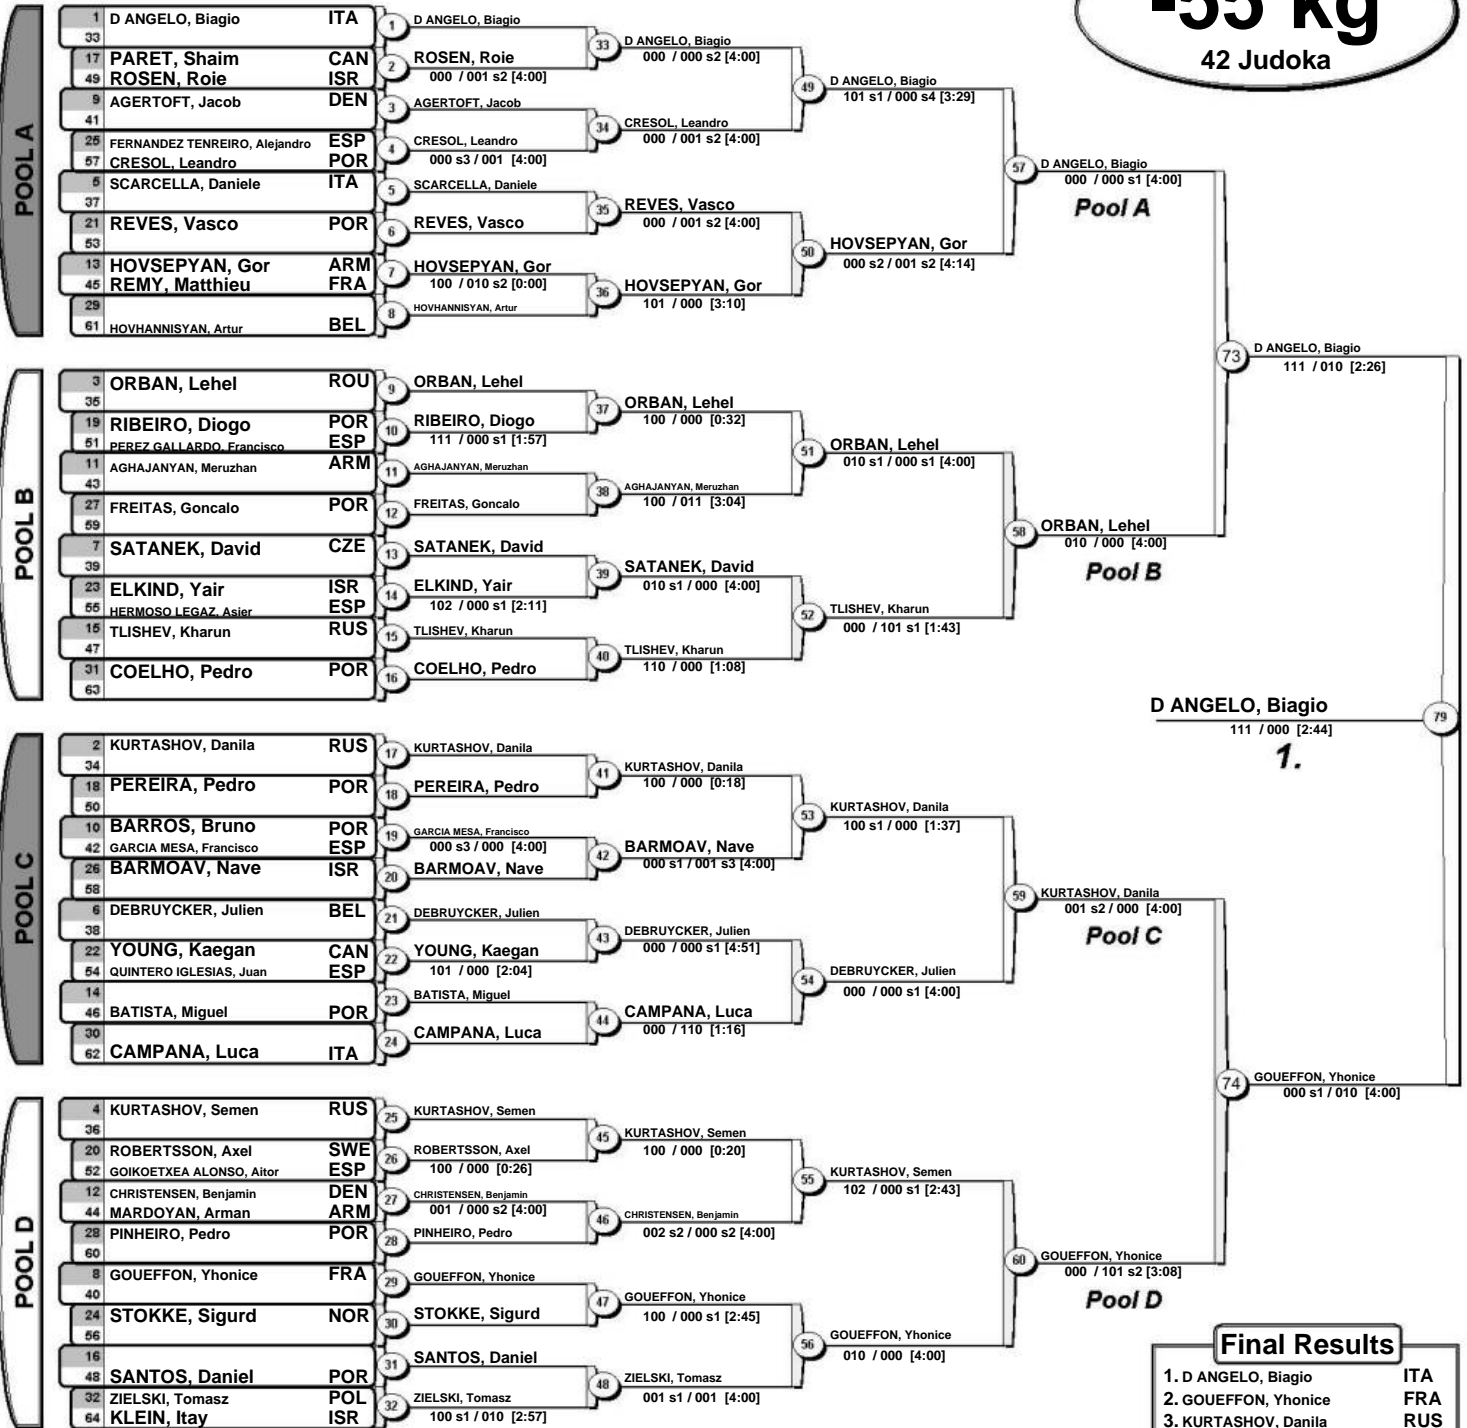 -55 kg
42 Judoka
POOL A
1 D ANGELO, Biagio ITA
33
17 PARET, Shaim CAN
49 ROSEN, Roie ISR
9 AGERTOFT, Jacob DEN
41
25 FERNANDEZ TENREIRO, Alejandro ESP
57 CRESOL, Leandro POR
5 SCARCELLA, Daniele ITA
37
21 REVES, Vasco POR
53
13 HOVSEPYAN, Gor ARM
45 REMY, Matthieu FRA
29
61 HOVHANNISYAN, Artur BEL
POOL B
3 ORBAN, Lehel ROU
35
19 RIBEIRO, Diogo POR
51 PEREZ GALLARDO, Francisco ESP
11 AGHAJANYAN, Meruzhan ARM
43
27 FREITAS, Goncalo POR
59
7 SATANEK, David CZE
39
23 ELKIND, Yair ISR
55 HERMOSO LEGAZ, Asier ESP
15 TLISHEV, Kharun RUS
47
31 COELHO, Pedro POR
63
POOL C
2 KURTASHOV, Danila RUS
34
18 PEREIRA, Pedro POR
50
10 BARROS, Bruno POR
42 GARCIA MESA, Francisco ESP
26 BARMOAV, Nave ISR
58
6 DEBRUYCKER, Julien BEL
38
22 YOUNG, Kaegan CAN
54 QUINTERO IGLESIAS, Juan ESP
14
46 BATISTA, Miguel POR
30
62 CAMPANA, Luca ITA
POOL D
4 KURTASHOV, Semen RUS
36
20 ROBERTSSON, Axel SWE
52 GOIKOETXEA ALONSO, Aitor ESP
12 CHRISTENSEN, Benjamin DEN
44 MARDOYAN, Arman ARM
28 PINHEIRO, Pedro POR
60
8 GOUEFFON, Yhonice FRA
40
24 STOKKE, Sigurd NOR
56
16
48 SANTOS, Daniel POR
32 ZIELSKI, Tomasz POL
64 KLEIN, Itay ISR
1 D ANGELO, Biagio
2 ROSEN, Roie
000 / 001 s2 [4:00]
3 AGERTOFT, Jacob
4 CRESOL, Leandro
000 s3 / 001 [4:00]
5 SCARCELLA, Daniele
6 REVES, Vasco
7 HOVSEPYAN, Gor
100 / 010 s2 [0:00]
8 HOVHANNISYAN, Artur
9 ORBAN, Lehel
10 RIBEIRO, Diogo
111 / 000 s1 [1:57]
11 AGHAJANYAN, Meruzhan
12 FREITAS, Goncalo
13 SATANEK, David
14 ELKIND, Yair
102 / 000 s1 [2:11]
15 TLISHEV, Kharun
16 COELHO, Pedro
17 KURTASHOV, Danila
18 PEREIRA, Pedro
19 GARCIA MESA, Francisco
000 s3 / 000 [4:00]
20 BARMOAV, Nave
21 DEBRUYCKER, Julien
22 YOUNG, Kaegan
101 / 000 [2:04]
23 BATISTA, Miguel
24 CAMPANA, Luca
25 KURTASHOV, Semen
26 ROBERTSSON, Axel
100 / 000 [0:26]
27 CHRISTENSEN, Benjamin
001 / 000 s2 [4:00]
28 PINHEIRO, Pedro
29 GOUEFFON, Yhonice
30 STOKKE, Sigurd
31 SANTOS, Daniel
32 ZIELSKI, Tomasz
100 s1 / 010 [2:57]
33 D ANGELO, Biagio
000 / 000 s2 [4:00]
34 CRESOL, Leandro
000 / 001 s2 [4:00]
35 REVES, Vasco
000 / 001 s2 [4:00]
36 HOVSEPYAN, Gor
101 / 000 [3:10]
37 ORBAN, Lehel
100 / 000 [0:32]
38 AGHAJANYAN, Meruzhan
100 / 011 [3:04]
39 SATANEK, David
010 s1 / 000 [4:00]
40 TLISHEV, Kharun
110 / 000 [1:08]
41 KURTASHOV, Danila
100 / 000 [0:18]
42 BARMOAV, Nave
000 s1 / 001 s3 [4:00]
43 DEBRUYCKER, Julien
000 / 000 s1 [4:51]
44 CAMPANA, Luca
000 / 110 [1:16]
45 KURTASHOV, Semen
100 / 000 [0:20]
46 CHRISTENSEN, Benjamin
002 s2 / 000 s2 [4:00]
47 GOUEFFON, Yhonice
100 / 000 s1 [2:45]
48 ZIELSKI, Tomasz
001 s1 / 001 [4:00]
49 D ANGELO, Biagio
101 s1 / 000 s4 [3:29]
50 HOVSEPYAN, Gor
000 s2 / 001 s2 [4:14]
51 ORBAN, Lehel
010 s1 / 000 s1 [4:00]
52 TLISHEV, Kharun
000 / 101 s1 [1:43]
53 KURTASHOV, Danila
100 s1 / 000 [1:37]
54 DEBRUYCKER, Julien
000 / 000 s1 [4:00]
55 KURTASHOV, Semen
102 / 000 s1 [2:43]
56 GOUEFFON, Yhonice
010 / 000 [4:00]
57 D ANGELO, Biagio
000 / 000 s1 [4:00]
Pool A
58 ORBAN, Lehel
010 / 000 [4:00]
Pool B
59 KURTASHOV, Danila
001 s2 / 000 [4:00]
Pool C
60 GOUEFFON, Yhonice
000 / 101 s2 [3:08]
Pool D
73 D ANGELO, Biagio
111 / 010 [2:26]
74 GOUEFFON, Yhonice
000 s1 / 010 [4:00]
D ANGELO, Biagio 79
111 / 000 [2:44]
1.
Final Results
1. D ANGELO, Biagio ITA
2. GOUEFFON, Yhonice FRA
3. KURTASHOV, Danila RUS